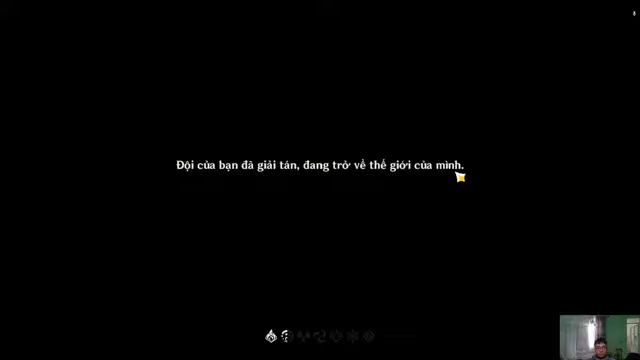 Đội của bạn đã giải tán, đang trở về thế giới của mình.